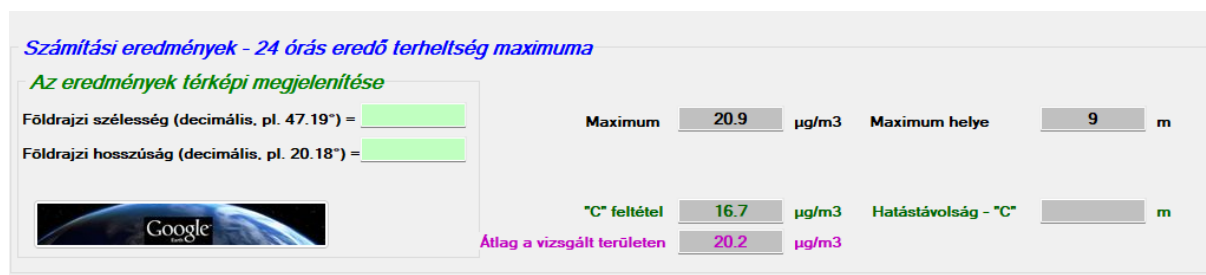 Számítási eredmények - 24 órás eredő terheltség maximuma
Az eredmények térképi megjelenítése
Földrajzi szélesség (decimális, pl. 47.19°) =
Földrajzi hosszúság (decimális, pl. 20.18°) =
Maximum 20.9 µg/m3 Maximum helye 9 m
"C" feltétel 16.7 µg/m3 Hatástávolság - "C" m
Átlag a vizsgált területen 20.2 µg/m3
Google
Earth